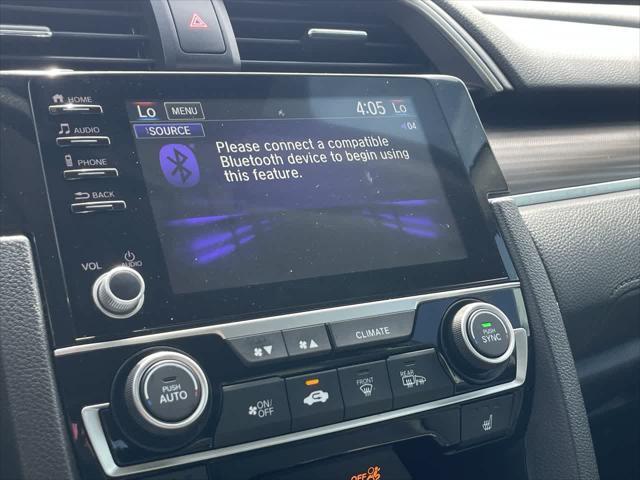 HOME
Lo MENU 4:05 Lo
AUDIO
SOURCE 04
Please connect a compatible
Bluetooth device to begin using
this feature.
PHONE
BACK
VOL AUDIO
CLIMATE
PUSH
SYNC
PUSH
AUTO
ON/
OFF
FRONT
REAR
OFF